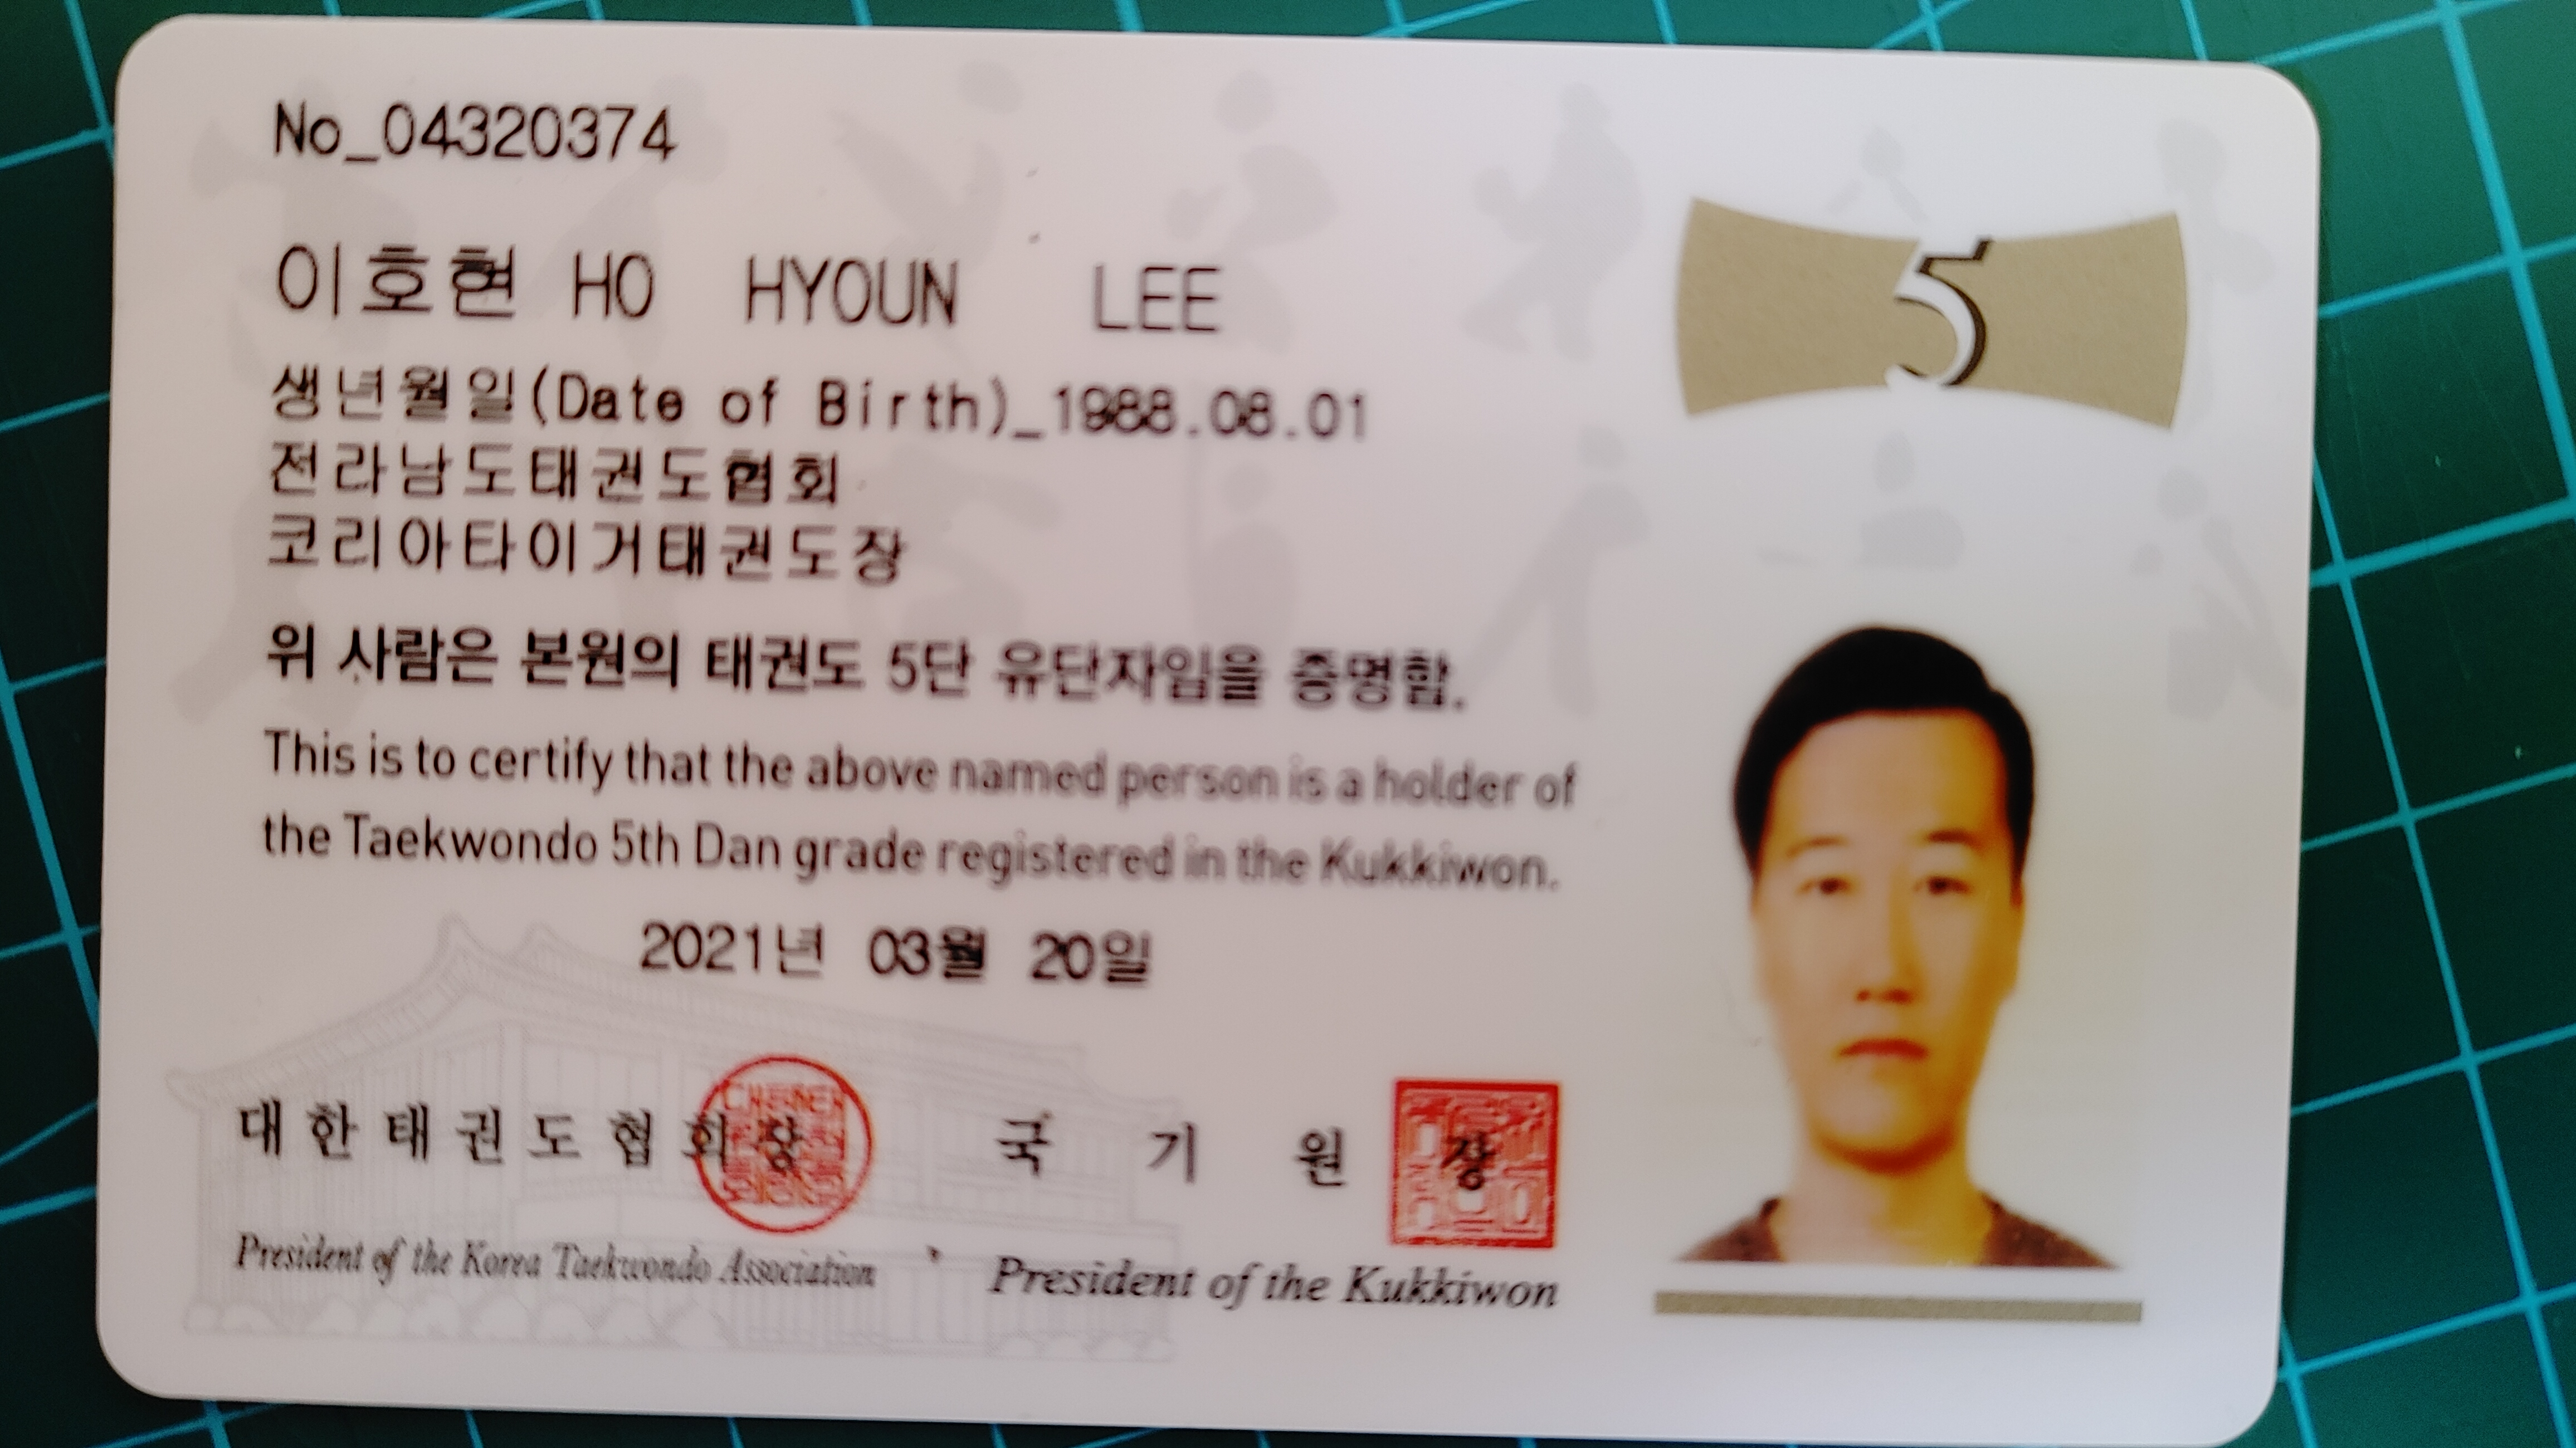 No_04320374
5
이호현 HO HYOUN LEE
생년월일(Date of Birth)_1988.08.01
전라남도태권도협회
코리아타이거태권도장
위 사람은 본원의 태권도 5단 유단자임을 증명함.
This is to certify that the above named person is a holder of
the Taekwondo 5th Dan grade registered in the Kukkiwon.
2021년 03월 20일
대한태권도협회장 국기원장
President of the Korea Taekwondo Association President of the Kukkiwon